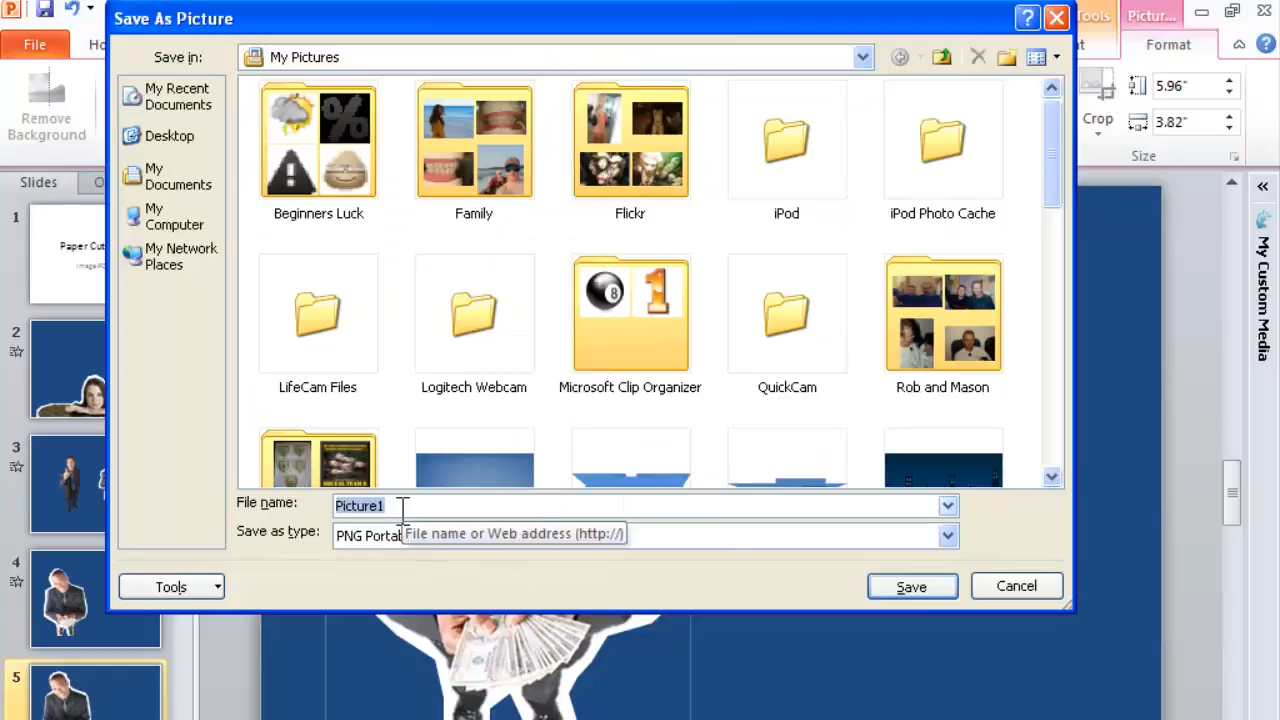 Save As Picture
Tools
Pictur...
File
Format
Save in:
My Pictures
Remove
Background
My Recent
Documents
Desktop
My
Documents
My
Computer
My Network
Places
Beginners Luck
Family
Flickr
iPod
iPod Photo Cache
5.96"
Crop
3.82"
Size
Slides
1
Paper Cut
2
3
4
5
8
1
LifeCam Files
Logitech Webcam
Microsoft Clip Organizer
QuickCam
Rob and Mason
My Custom Media
File name:
Picture1
File name or Web address (http://)
Save as type:
PNG Portab
Tools
Save
Cancel